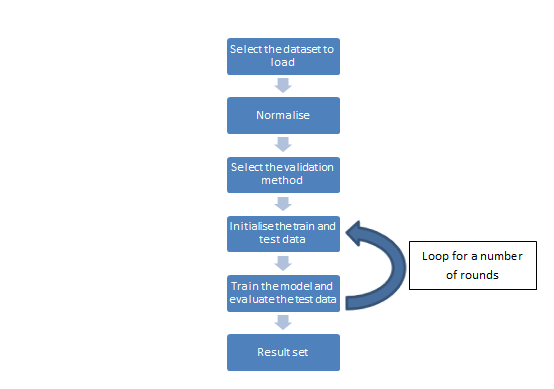 Select the dataset to
load
Normalise
Select the validation
method
Initialise the train and
test data
Loop for a number
of rounds
Train the model and
evaluate the test data
Result set